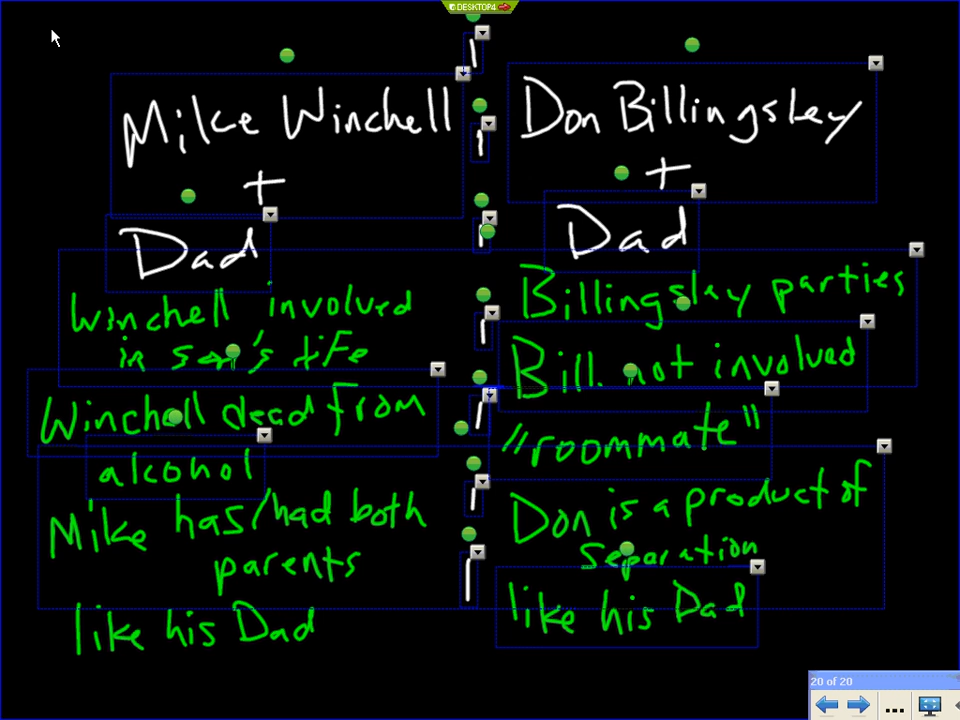 DESKTOP4
Mike Winchell
+
Dad
Winchell involved
in son's life
Winchell dead from
alcohol
Mike has/had both
parents
like his Dad
Don Billingsley
+
Dad
Billingslay parties
Bill. not involved
"roommate"
Don is a product of
separation
like his Dad
20 of 20
...